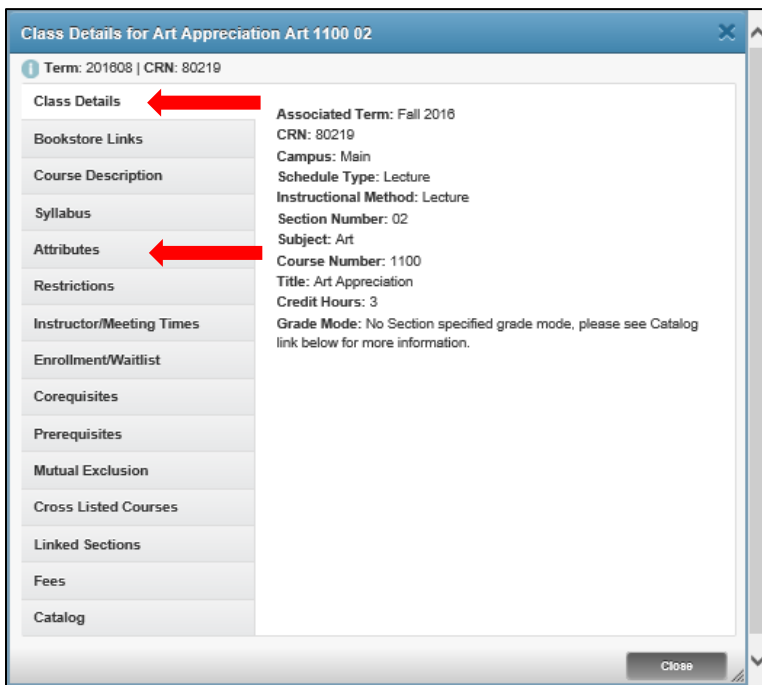 Class Details for Art Appreciation Art 1100 02
Term: 201608 | CRN: 80219
Class Details
Bookstore Links
Course Description
Syllabus
Attributes
Restrictions
Instructor/Meeting Times
Enrollment/Waitlist
Corequisites
Prerequisites
Mutual Exclusion
Cross Listed Courses
Linked Sections
Fees
Catalog
Associated Term: Fall 2016
CRN: 80219
Campus: Main
Schedule Type: Lecture
Instructional Method: Lecture
Section Number: 02
Subject: Art
Course Number: 1100
Title: Art Appreciation
Credit Hours: 3
Grade Mode: No Section specified grade mode, please see Catalog
link below for more information.
Close